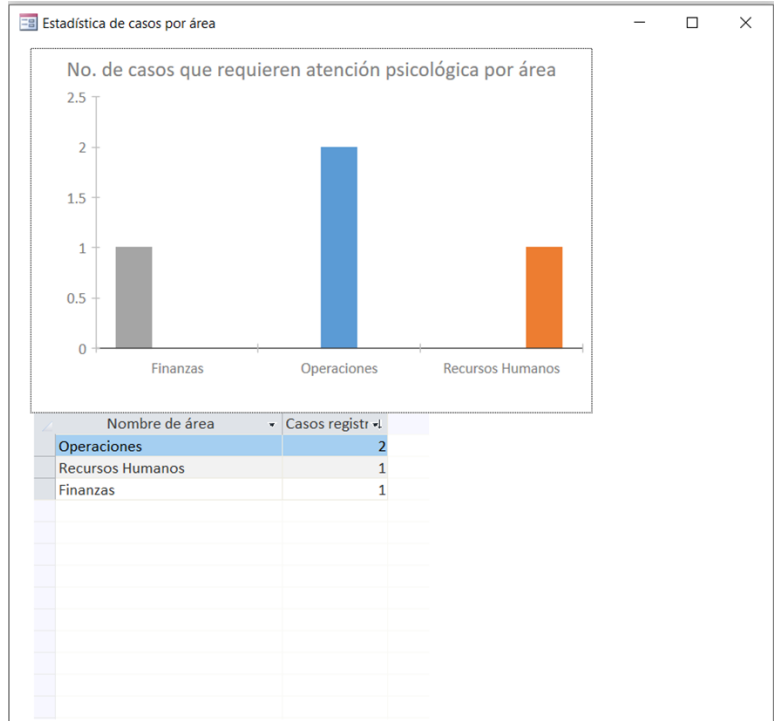 Estadística de casos por área
No. de casos que requieren atención psicológica por área
2.5
2
1.5
1
0.5
0
Finanzas Operaciones Recursos Humanos
Nombre de área Casos registr
Operaciones 2
Recursos Humanos 1
Finanzas 1